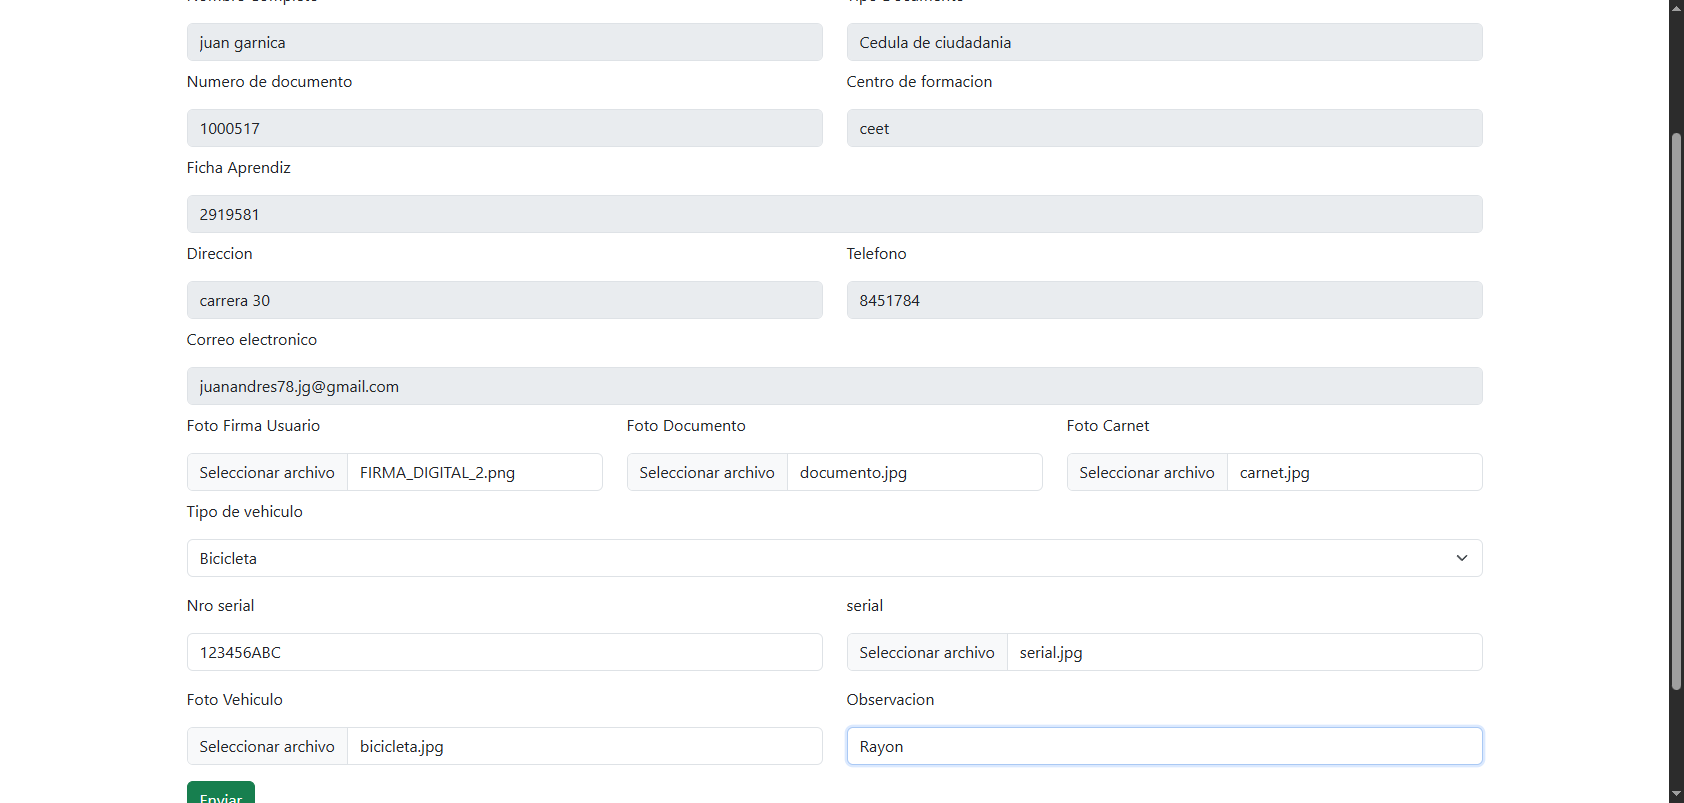 juan garnica Cedula de ciudadania
Numero de documento Centro de formacion
1000517 ceet
Ficha Aprendiz
2919581
Direccion Telefono
carrera 30 8451784
Correo electronico
juanandres78.jg@gmail.com
Foto Firma Usuario Foto Documento Foto Carnet
Seleccionar archivo FIRMA_DIGITAL_2.png Seleccionar archivo documento.jpg Seleccionar archivo carnet.jpg
Tipo de vehiculo
Bicicleta
Nro serial serial
123456ABC Seleccionar archivo serial.jpg
Foto Vehiculo Observacion
Seleccionar archivo bicicleta.jpg Rayon
Enviar